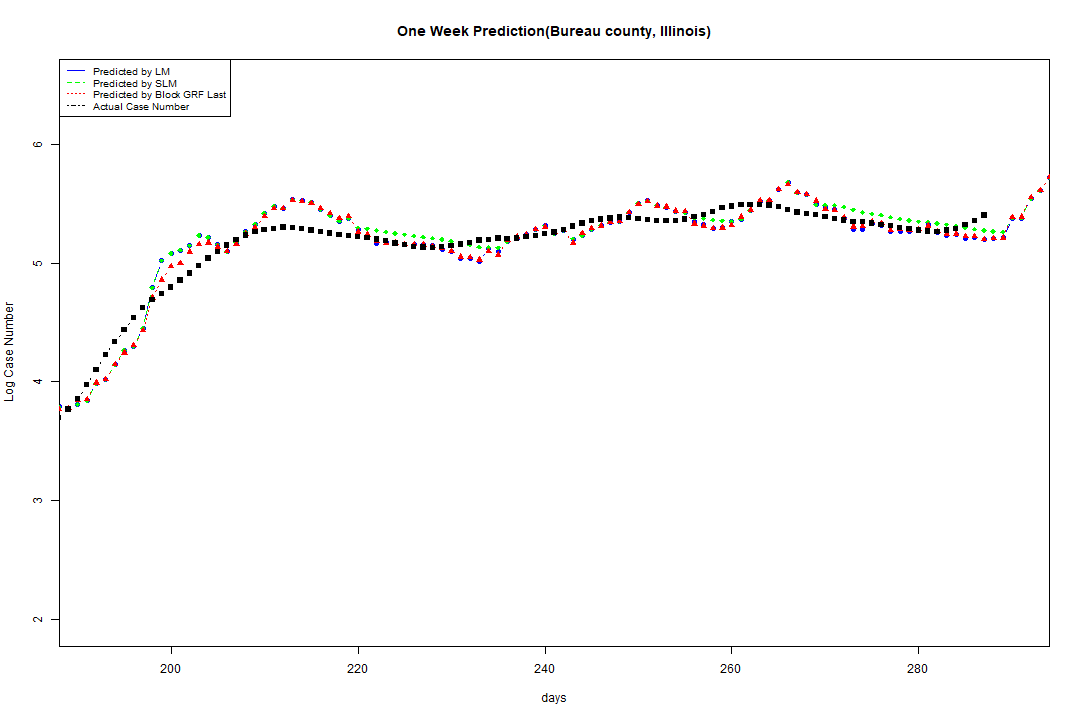 One Week Prediction(Bureau county, Illinois)
Predicted by LM
Predicted by SLM
Predicted by Block GRF Last
Actual Case Number
6
5
4
3
2
Log Case Number
200 220 240 260 280
days